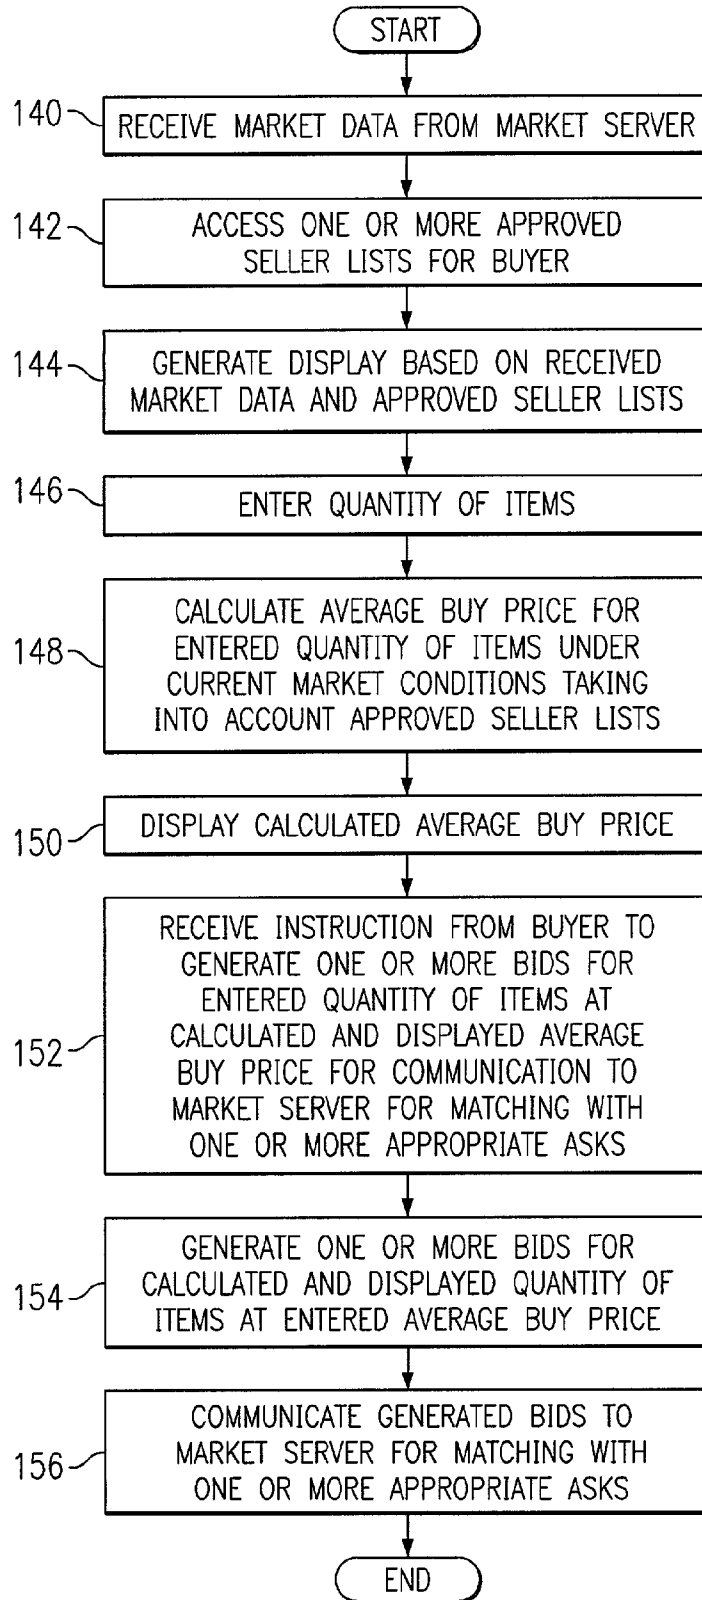 START
140
RECEIVE MARKET DATA FROM MARKET SERVER
142
ACCESS ONE OR MORE APPROVED
SELLER LISTS FOR BUYER
144
GENERATE DISPLAY BASED ON RECEIVED
MARKET DATA AND APPROVED SELLER LISTS
146
ENTER QUANTITY OF ITEMS
148
CALCULATE AVERAGE BUY PRICE FOR
ENTERED QUANTITY OF ITEMS UNDER
CURRENT MARKET CONDITIONS TAKING
INTO ACCOUNT APPROVED SELLER LISTS
150
DISPLAY CALCULATED AVERAGE BUY PRICE
152
RECEIVE INSTRUCTION FROM BUYER TO
GENERATE ONE OR MORE BIDS FOR
ENTERED QUANTITY OF ITEMS AT
CALCULATED AND DISPLAYED AVERAGE
BUY PRICE FOR COMMUNICATION TO
MARKET SERVER FOR MATCHING WITH
ONE OR MORE APPROPRIATE ASKS
154
GENERATE ONE OR MORE BIDS FOR
CALCULATED AND DISPLAYED QUANTITY OF
ITEMS AT ENTERED AVERAGE BUY PRICE
156
COMMUNICATE GENERATED BIDS TO
MARKET SERVER FOR MATCHING WITH
ONE OR MORE APPROPRIATE ASKS
END